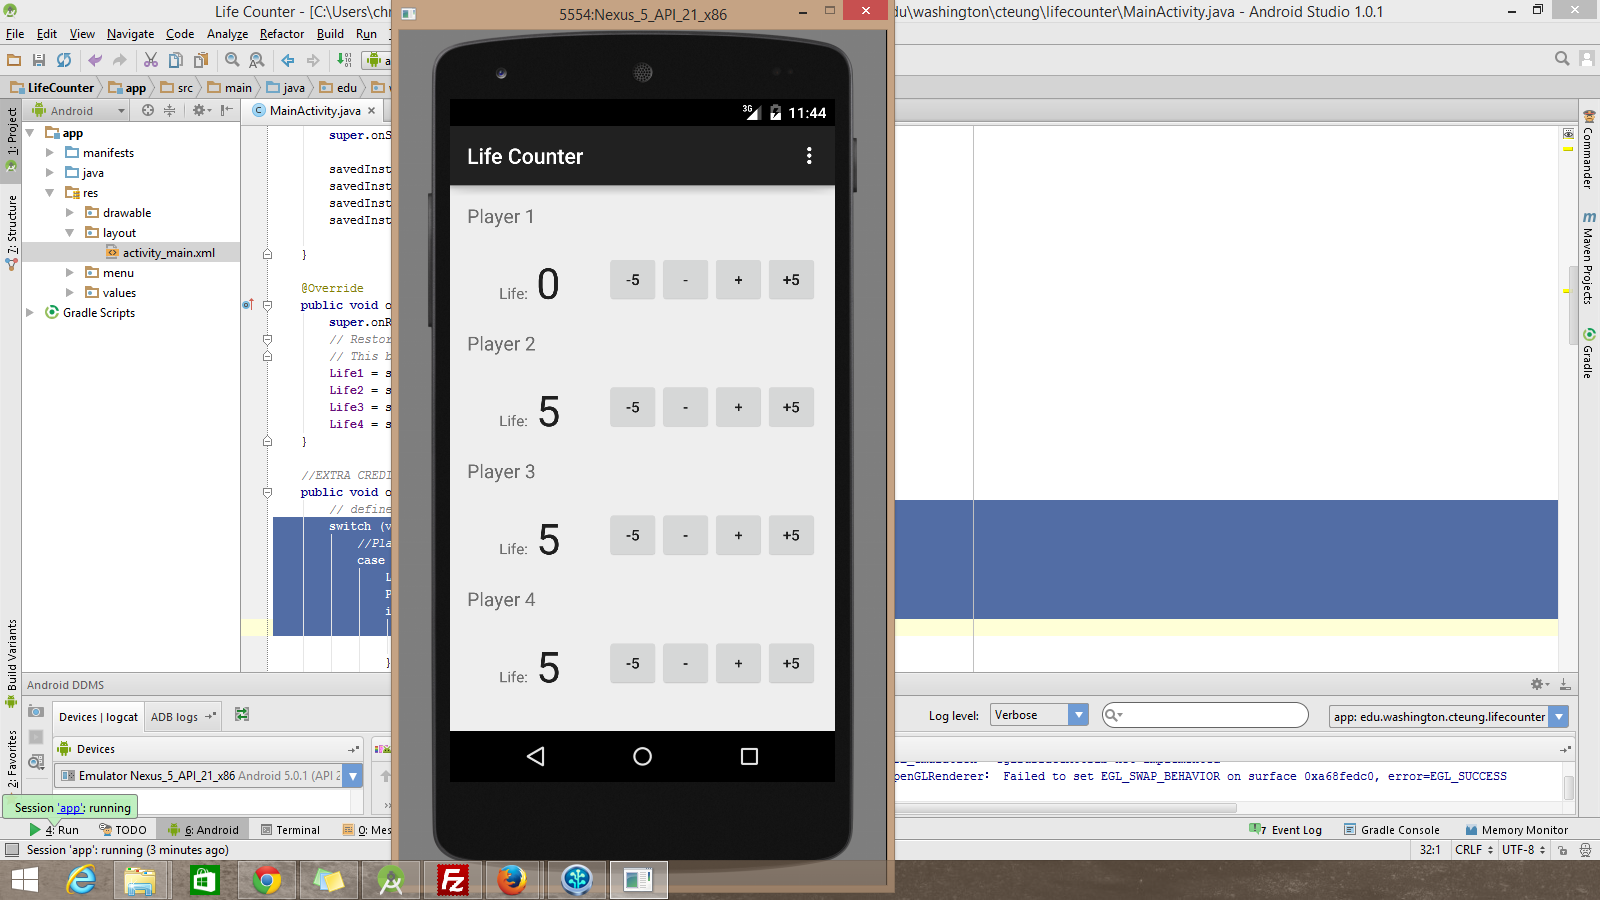 Life Counter - [C:\Users\chr
5554:Nexus_5_API_21_x86
edu\washington\cteung\lifecounter\MainActivity.java - Android Studio 1.0.1
File Edit View Navigate Code Analyze Refactor Build Run
LifeCounter app src main java edu
1: Project
Android
MainActivity.java
app
manifests
java
res
drawable
layout
activity_main.xml
menu
values
Gradle Scripts
7: Structure
Build Variants
2: Favorites
super.onS
savedInst
savedInst
savedInst
savedInst
}
@Override
public void o
super.onR
// Restor
// This b
Life1 = s
Life2 = s
Life3 = s
Life4 = s
}
//EXTRA CREDI
public void o
// define
switch (v
//Pla
case
L
P
i
}
3G 11:44
Life Counter
Player 1
Life: 0 -5 - + +5
Player 2
Life: 5 -5 - + +5
Player 3
Life: 5 -5 - + +5
Player 4
Life: 5 -5 - + +5
Commander
m
Maven Projects
Gradle
Android DDMS
Devices | logcat ADB logs
Log level: Verbose
app: edu.washington.cteung.lifecounter
Devices
Emulator Nexus_5_API_21_x86 Android 5.0.1 (API 2
penGLRenderer: Failed to set EGL_SWAP_BEHAVIOR on surface 0xa68fedc0, error=EGL_SUCCESS
Session 'app': running
4: Run TODO 6: Android Terminal 0: Mes
7 Event Log Gradle Console Memory Monitor
Session 'app': running (3 minutes ago)
32:1 CRLF UTF-8